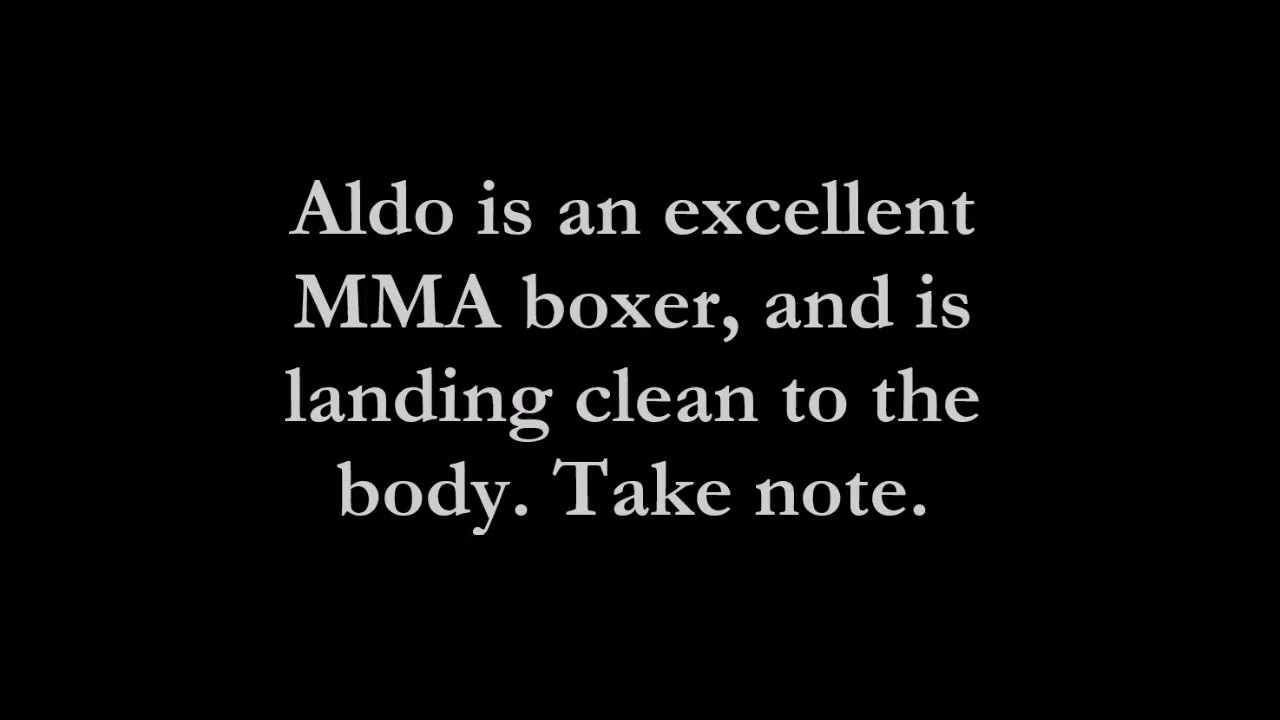 Aldo is an excellent
MMA boxer, and is
landing clean to the
body. Take note.